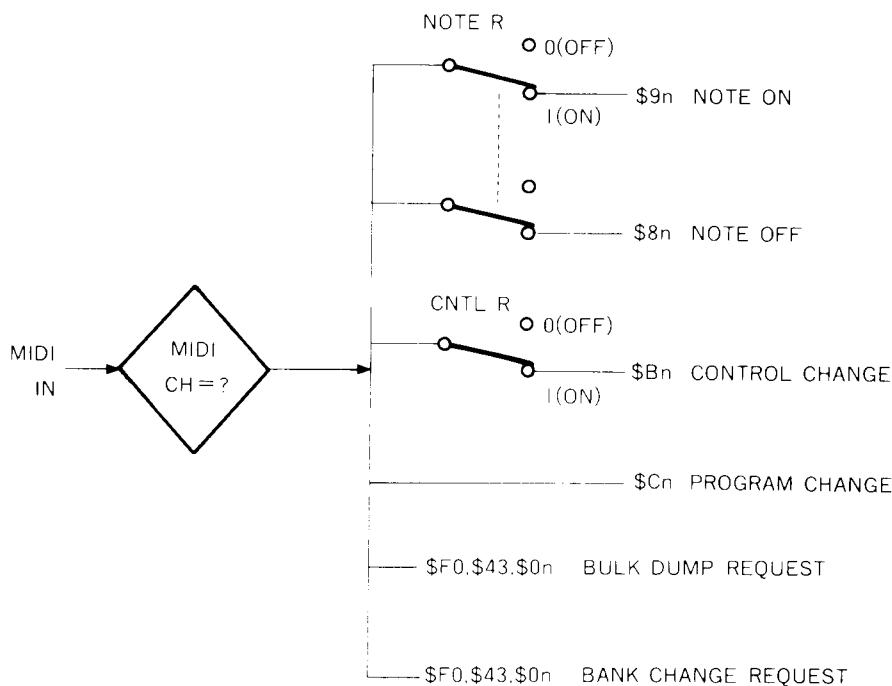 NOTE R
0(OFF)
$9n NOTE ON
1(ON)
$8n NOTE OFF
CNTL R
0(OFF)
MIDI
IN
MIDI
CH=?
$Bn CONTROL CHANGE
1(ON)
$Cn PROGRAM CHANGE
$F0,$43,$0n BULK DUMP REQUEST
$F0,$43,$0n BANK CHANGE REQUEST